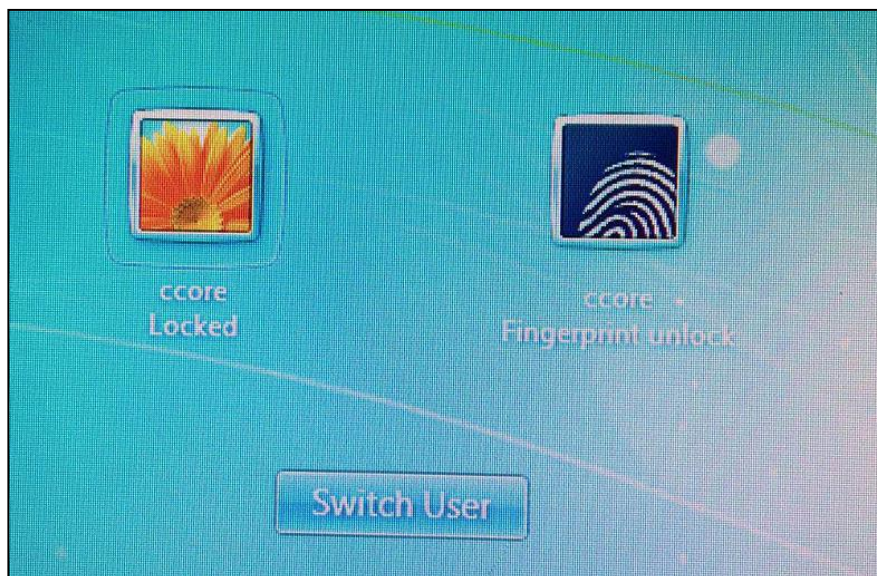 ccore
Locked
ccore
Fingerprint unlock
Switch User